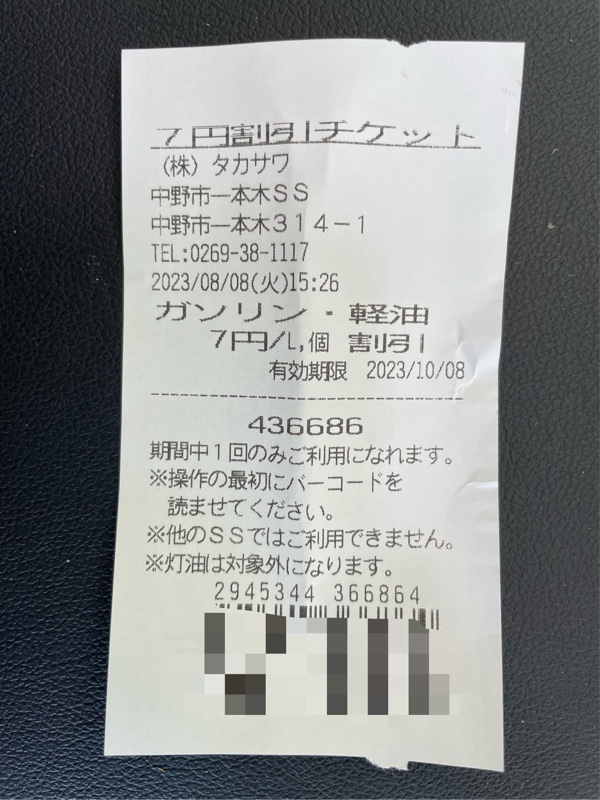 7円割引チケット
（株）タカサワ
中野市一本木ＳＳ
中野市一本木３１４－１
TEL:0269-38-1117
2023/08/08(火)15:26
ガソリン・軽油
7円/L,個 割引
有効期限 2023/10/08
436686
期間中１回のみご利用になれます。
※操作の最初にバーコードを
読ませてください。
※他のＳＳではご利用できません。
※灯油は対象外になります。
2945344 366864